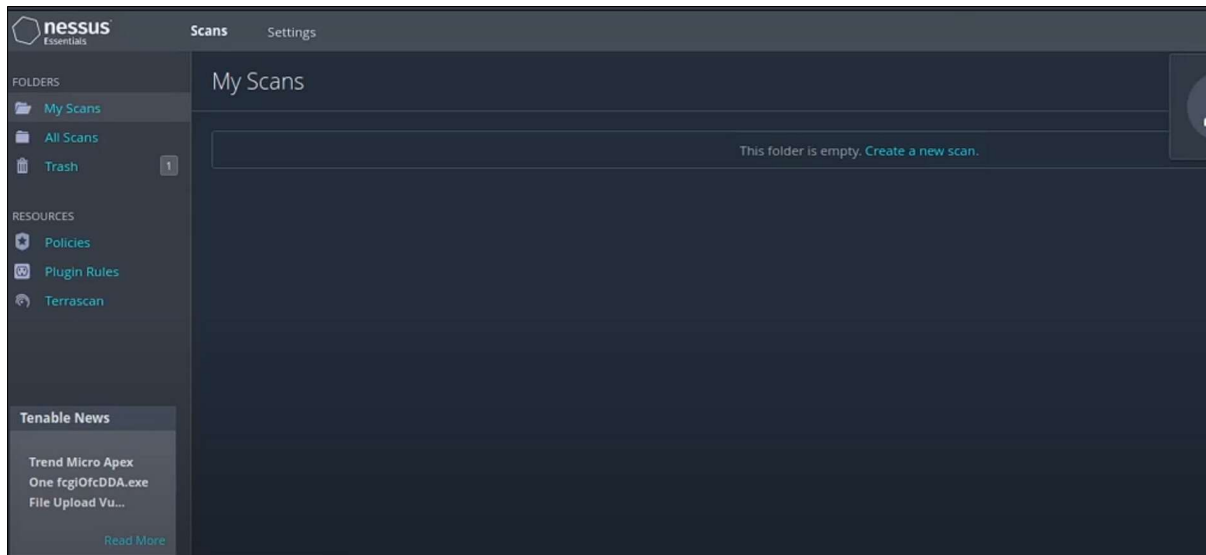 nessus
Essentials
Scans Settings
FOLDERS
My Scans
All Scans
Trash 1
RESOURCES
Policies
Plugin Rules
Terrascan
Tenable News
Trend Micro Apex
One fcgiOfcDDA.exe
File Upload Vu...
Read More
My Scans
This folder is empty. Create a new scan.